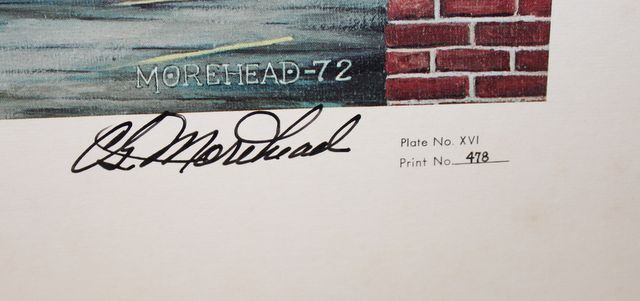 MOREHEAD-72
C.G. Morehead
Plate No. XVI
Print No. 478